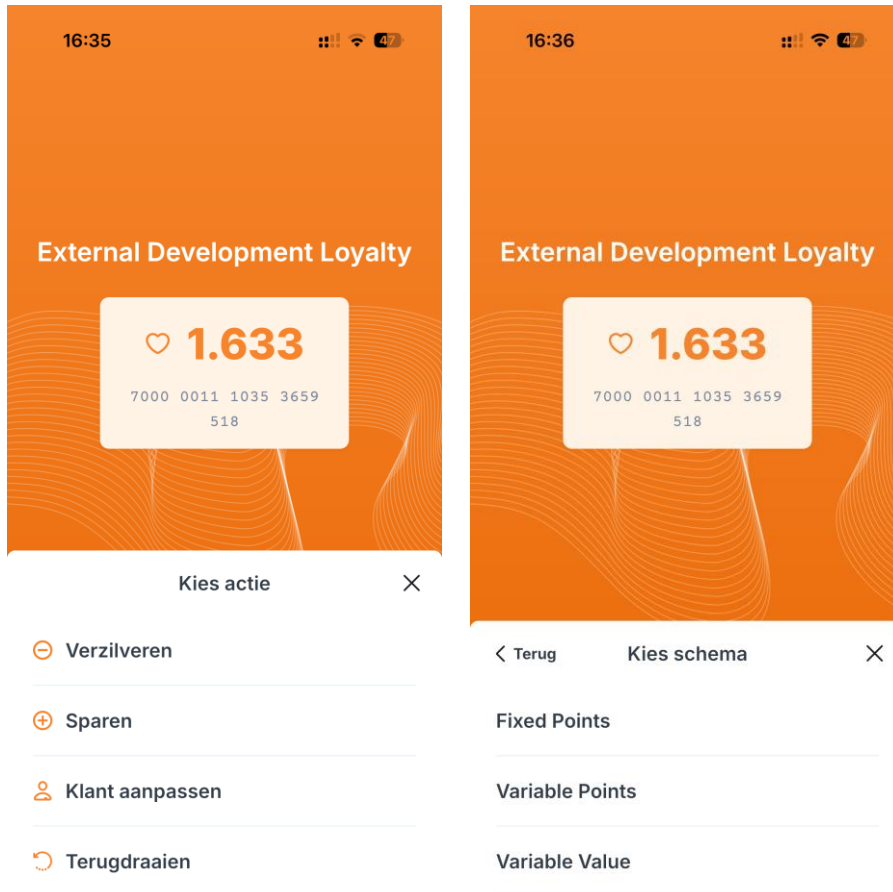 16:35
47
External Development Loyalty
1.633
7000 0011 1035 3659
518
Kies actie
Verzilveren
Sparen
Klant aanpassen
Terugdraaien
16:36
47
External Development Loyalty
1.633
7000 0011 1035 3659
518
Terug
Kies schema
Fixed Points
Variable Points
Variable Value